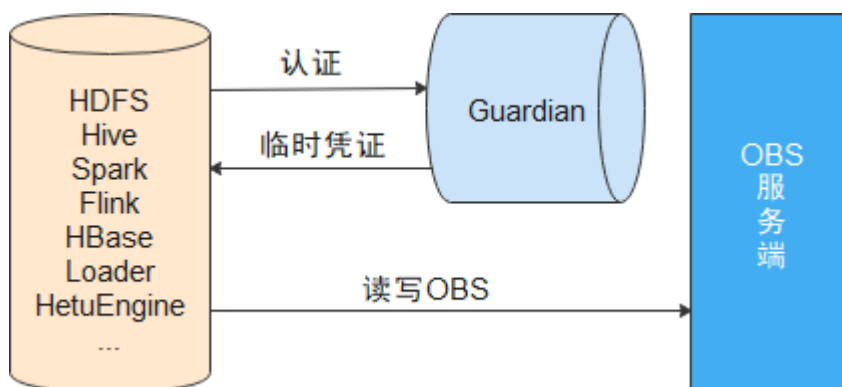 HDFS
Hive
Spark
Flink
HBase
Loader
HetuEngine
...
认证
临时凭证
Guardian
读写OBS
OBS
服
务
端